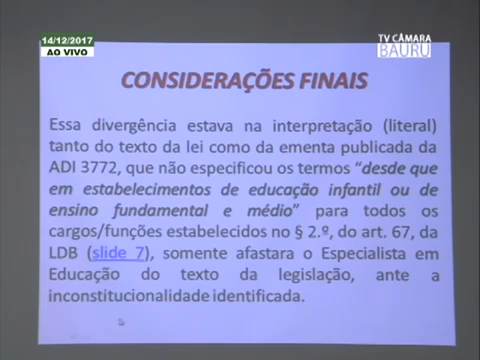 14/12/2017
AO VIVO
TV CÂMARA
BAURU
CONSIDERAÇÕES FINAIS
Essa divergência estava na interpretação (literal)
tanto do texto da lei como da ementa publicada da
ADI 3772, que não especificou os termos “desde que
em estabelecimentos de educação infantil ou de
ensino fundamental e médio” para todos os
cargos/funções estabelecidos no § 2.º, do art. 67, da
LDB (slide 7), somente afastara o Especialista em
Educação do texto da legislação, ante a
inconstitucionalidade identificada.